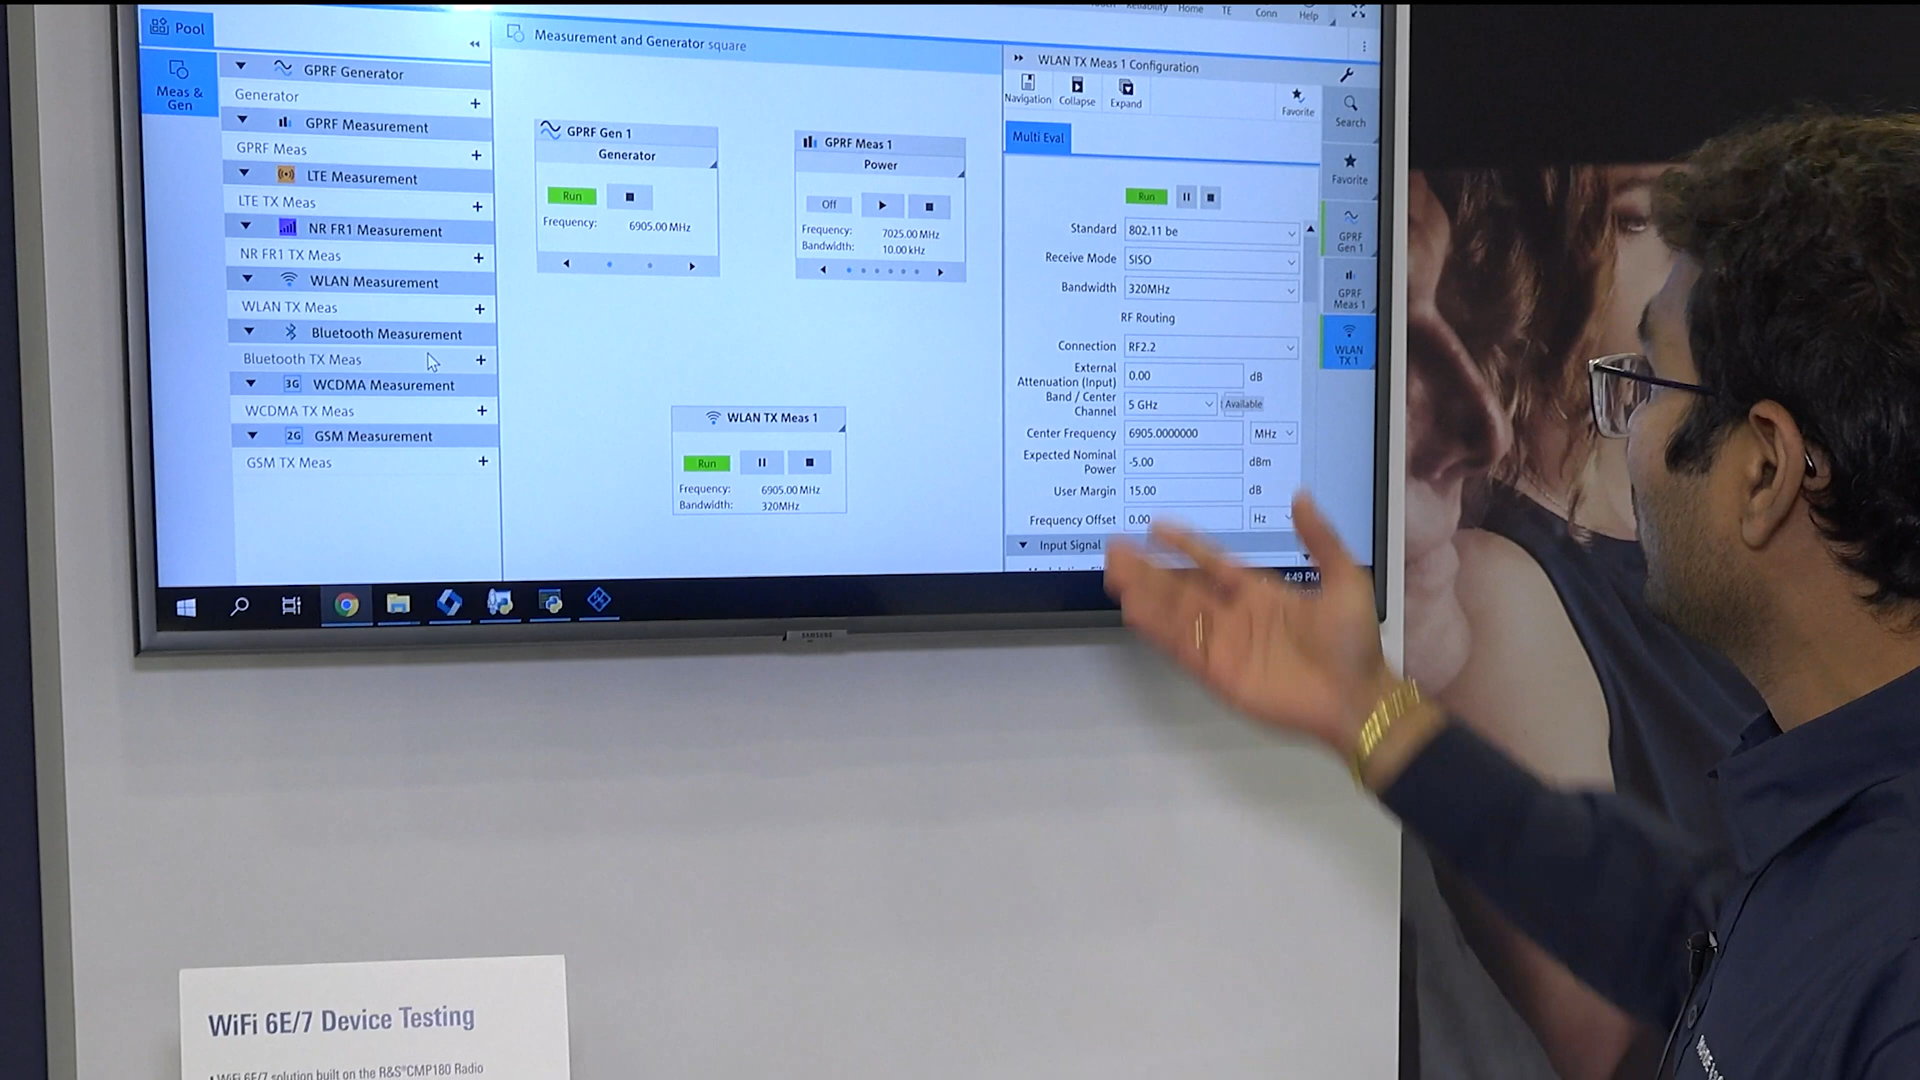 Reliability Home TE Conn Help
Pool
Meas & Gen
GPRF Generator
Generator +
GPRF Measurement
GPRF Meas +
LTE Measurement
LTE TX Meas +
NR FR1 Measurement
NR FR1 TX Meas +
WLAN Measurement
WLAN TX Meas +
Bluetooth Measurement
Bluetooth TX Meas +
3G WCDMA Measurement
WCDMA TX Meas +
2G GSM Measurement
GSM TX Meas +
Measurement and Generator square
GPRF Gen 1
Generator
Run
Frequency: 6905.00 MHz
GPRF Meas 1
Power
Off
Frequency: 7025.00 MHz
Bandwidth: 10.00 kHz
WLAN TX Meas 1
Run
Frequency: 6905.00 MHz
Bandwidth: 320MHz
WLAN TX Meas 1 Configuration
Navigation Collapse Expand Favorite
Multi Eval
Run
Standard 802.11 be
Receive Mode SISO
Bandwidth 320MHz
RF Routing
Connection RF2.2
External Attenuation (Input) 0.00 dB
Band / Center Channel 5 GHz Available
Center Frequency 6905.0000000 MHz
Expected Nominal Power -5.00 dBm
User Margin 15.00 dB
Frequency Offset 0.00 Hz
Input Signal
Search
Favorite
GPRF Gen 1
GPRF Meas 1
WLAN TX 1
4:49 PM
SAMSUNG
WiFi 6E/7 Device Testing
WiFi 6E/7 solution built on the R&S®CMP180 Radio